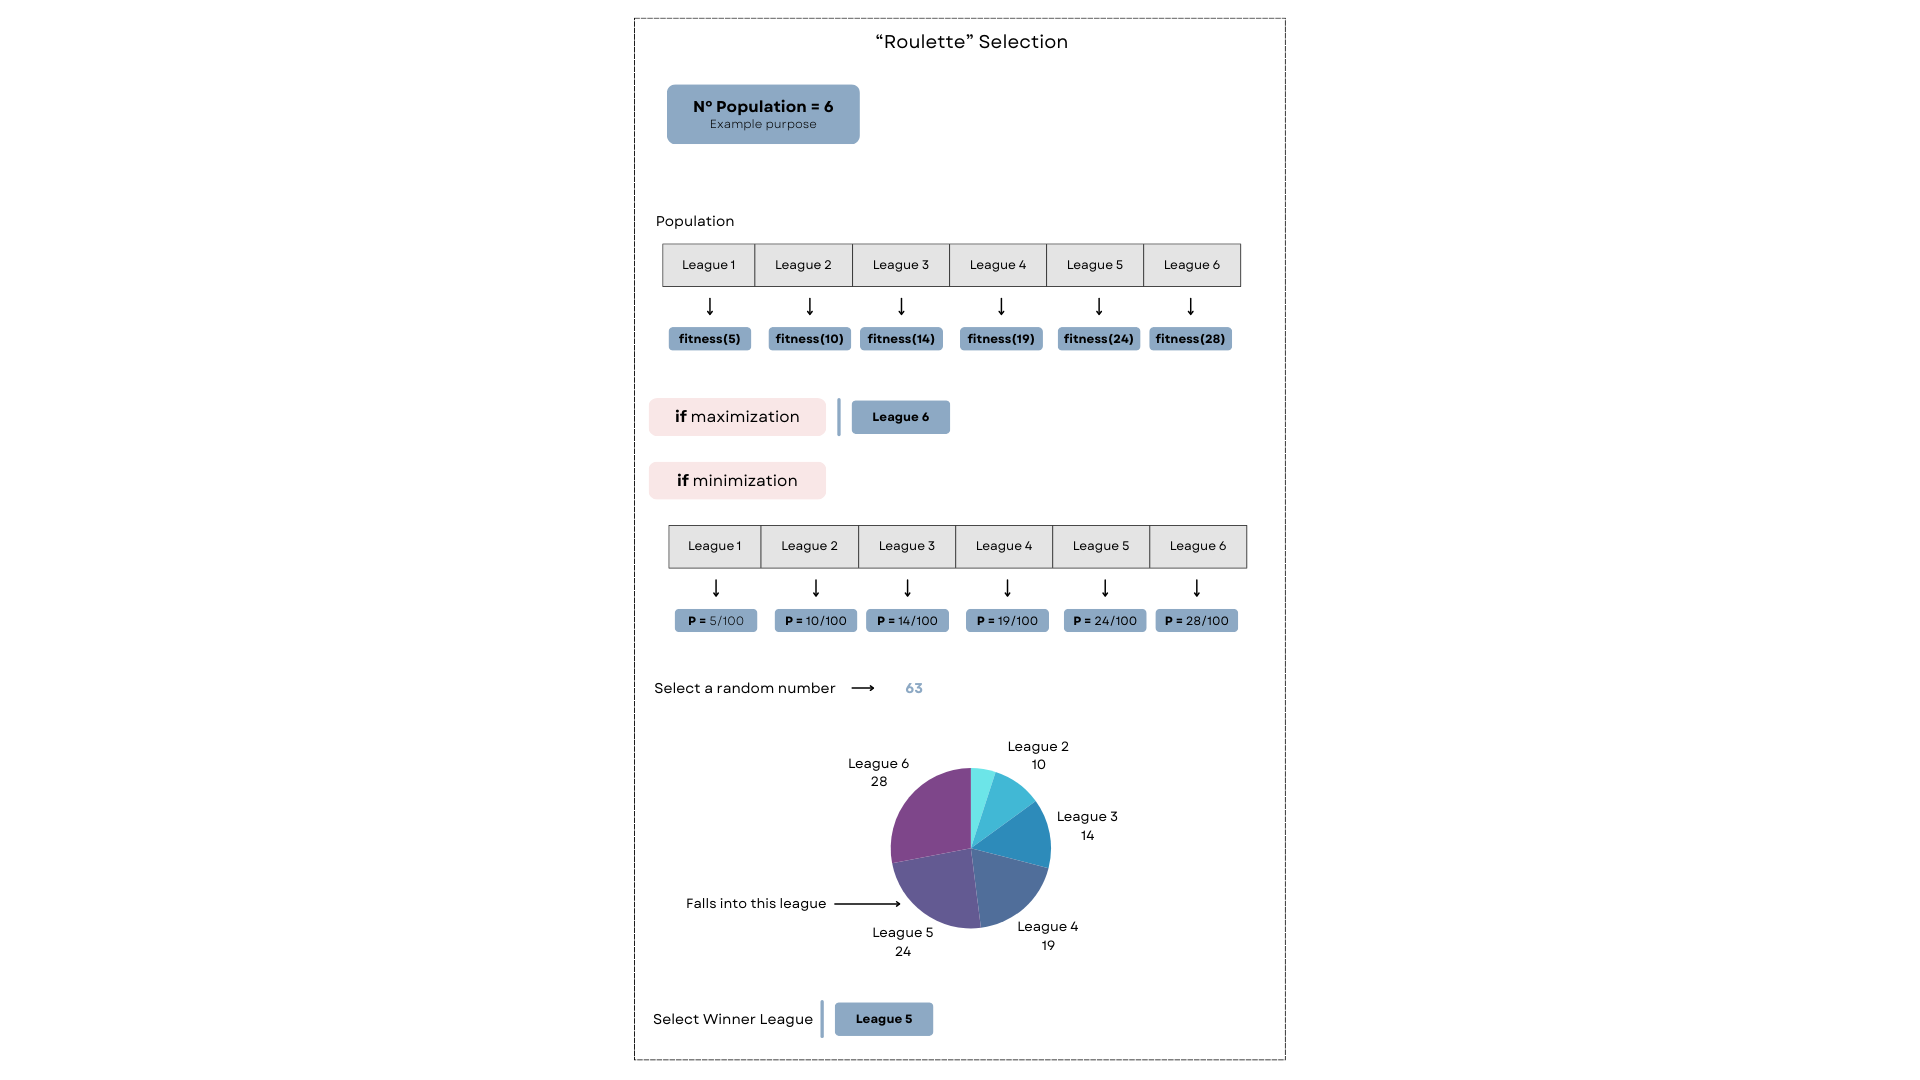 “Roulette” Selection
Nº Population = 6
Example purpose
Population
League 1 League 2 League 3 League 4 League 5 League 6
fitness(5) fitness(10) fitness(14) fitness(19) fitness(24) fitness(28)
if maximization League 6
if minimization
League 1 League 2 League 3 League 4 League 5 League 6
P = 5/100 P = 10/100 P = 14/100 P = 19/100 P = 24/100 P = 28/100
Select a random number 63
League 2
10
League 6
28
League 3
14
Falls into this league
League 4
19
League 5
24
Select Winner League League 5